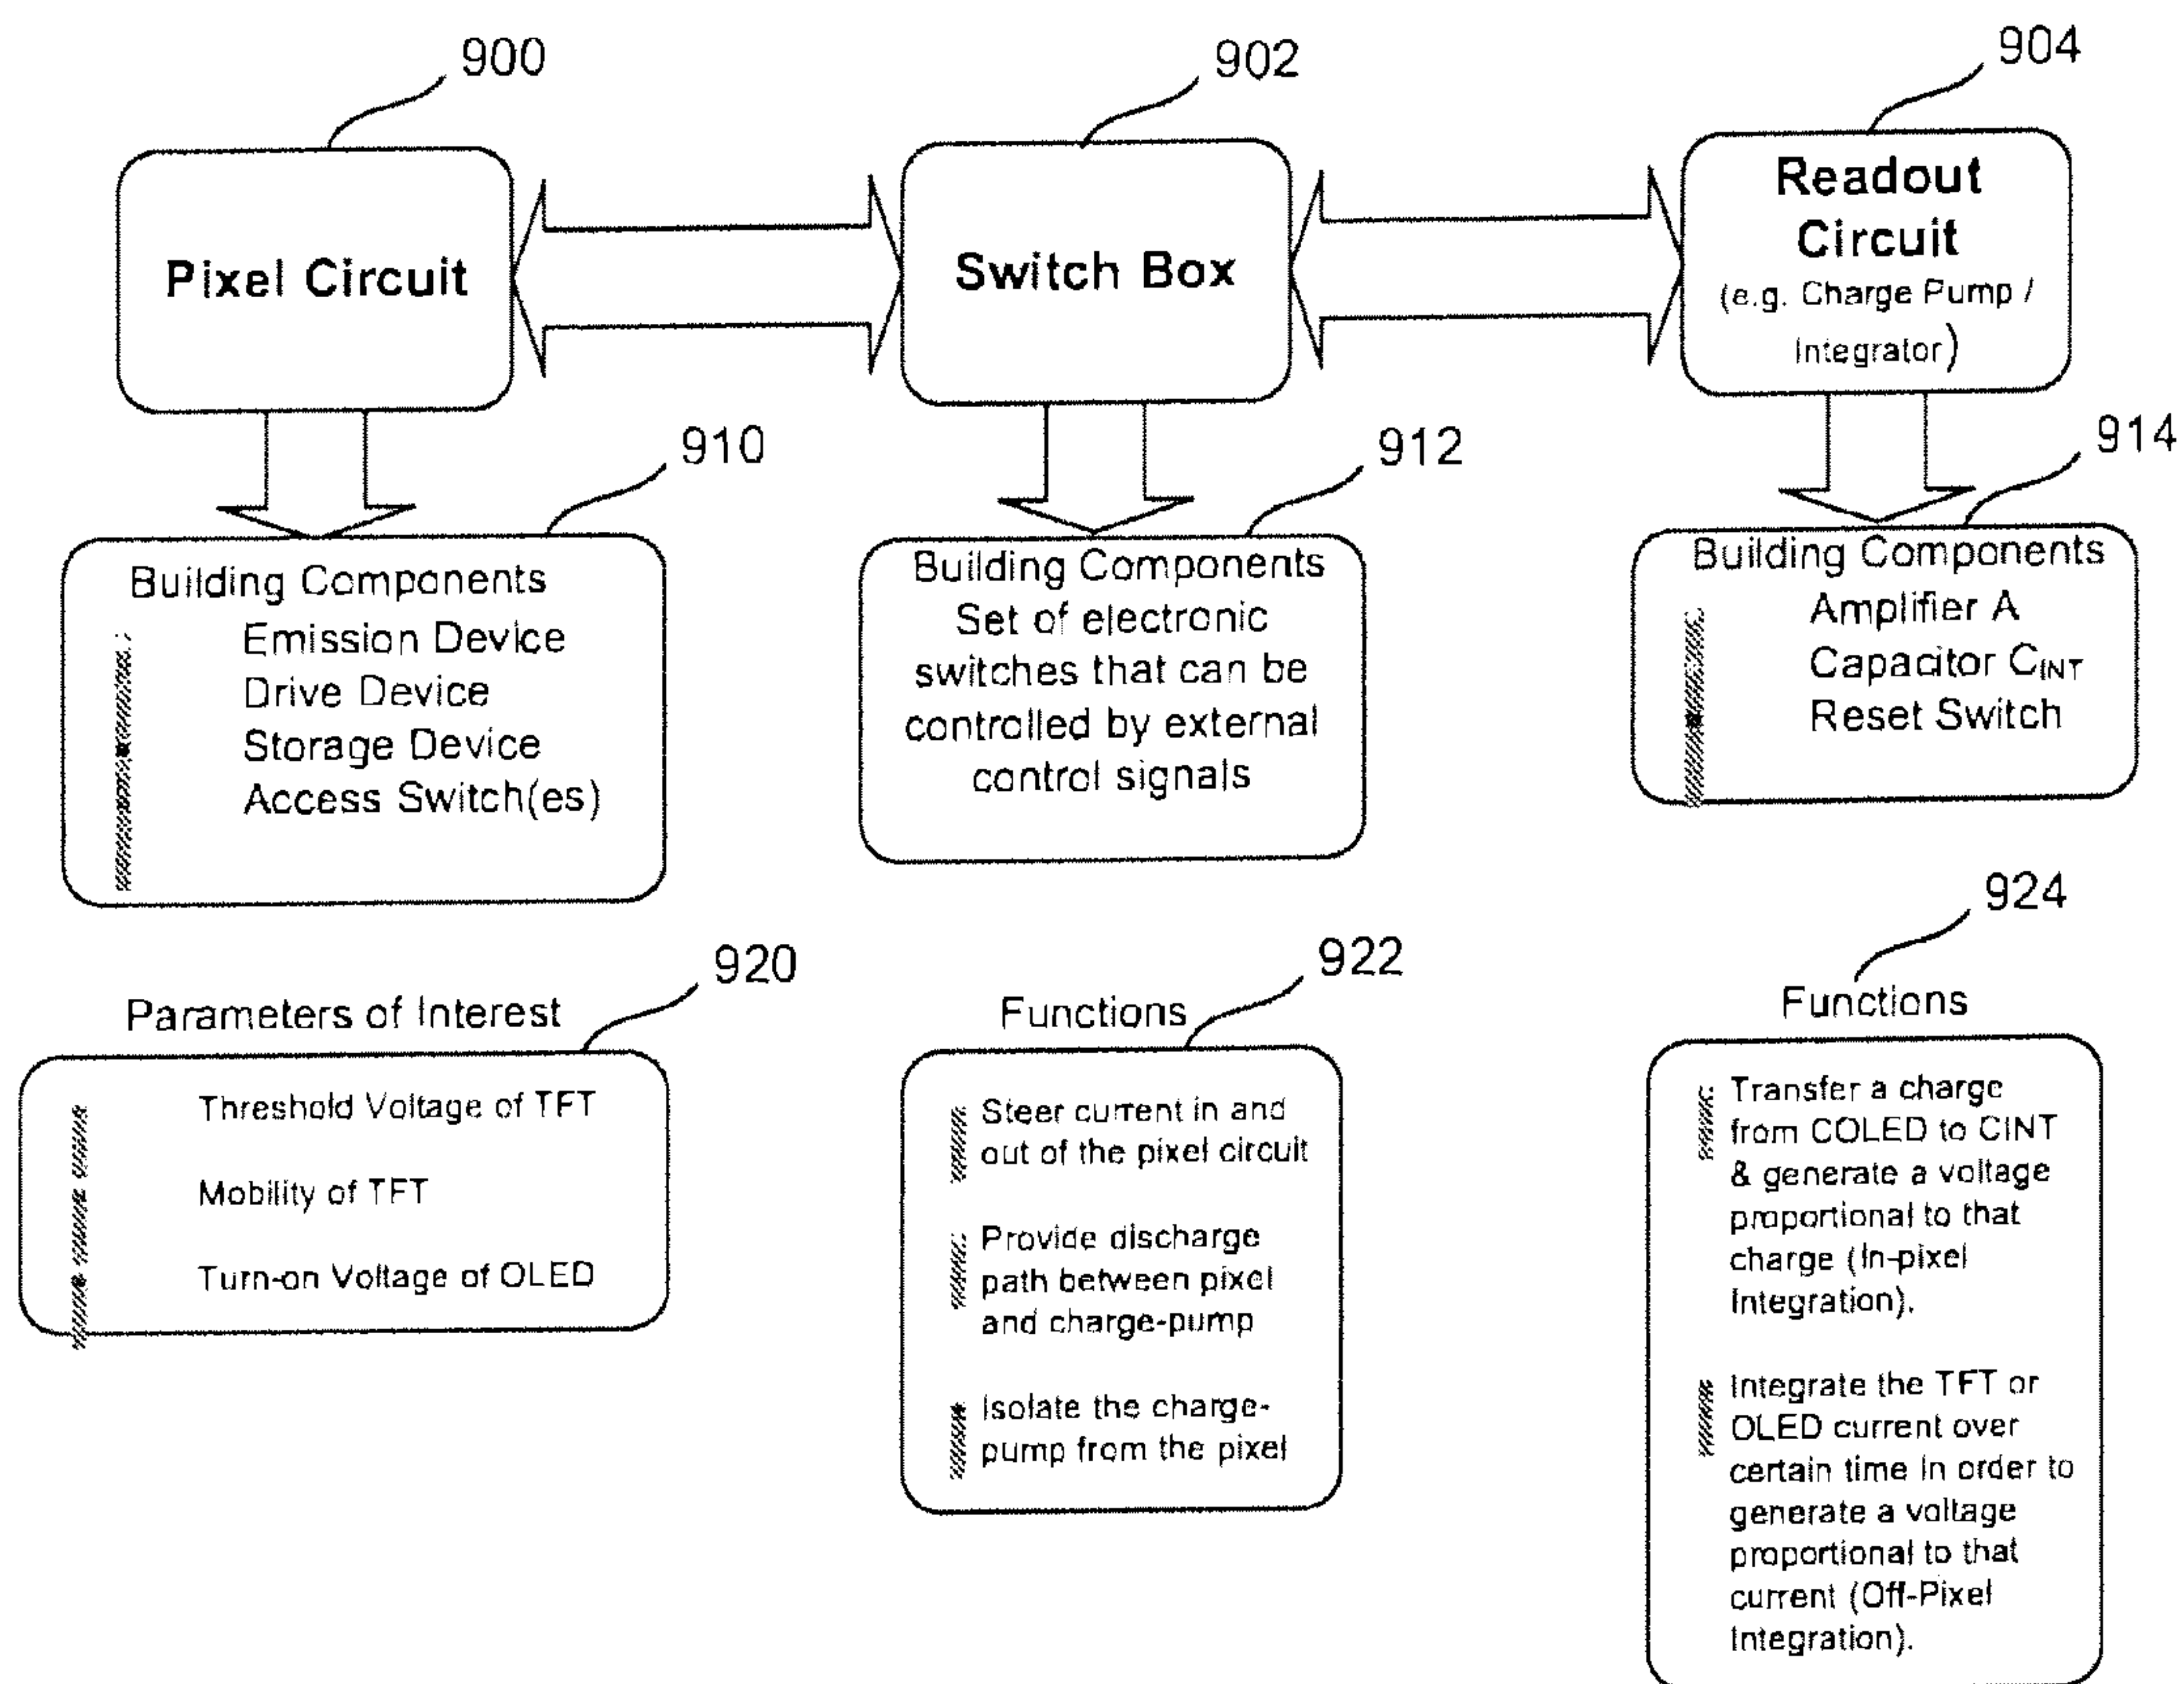 900
902
904
Pixel Circuit
Switch Box
Readout
Circuit
(e.g. Charge Pump /
Integrator)
910
912
914
Building Components
Emission Device
Drive Device
Storage Device
Access Switch(es)
Building Components
Set of electronic
switches that can be
controlled by external
control signals
Building Components
Amplifier A
Capacitor CINT
Reset Switch
920
922
924
Parameters of Interest
Threshold Voltage of TFT
Mobility of TFT
Turn-on Voltage of OLED
Functions
Steer current in and
out of the pixel circuit
Provide discharge
path between pixel
and charge-pump
Isolate the charge-
pump from the pixel
Functions
Transfer a charge
from COLED to CINT
& generate a voltage
proportional to that
charge (In-pixel
Integration).
Integrate the TFT or
OLED current over
certain time in order to
generate a voltage
proportional to that
current (Off-Pixel
Integration).